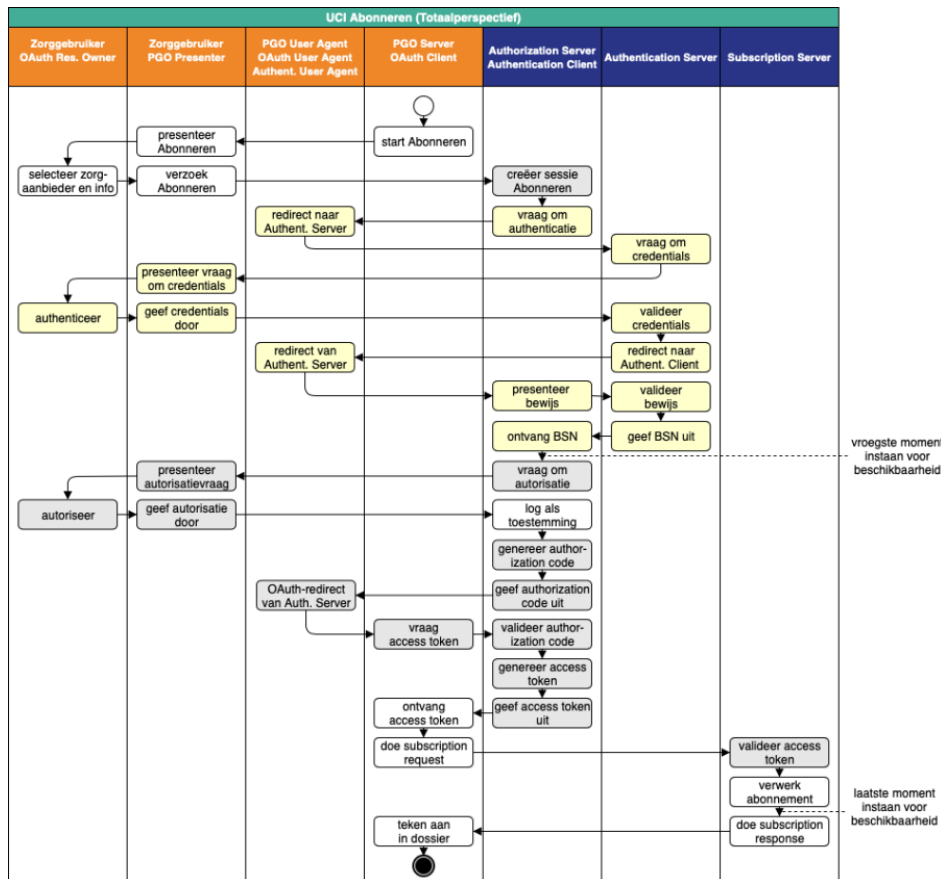 UCI Abonneren (Totaalperspectief)
Zorggebruiker
OAuth Res. Owner
Zorggebruiker
PGO Presenter
PGO User Agent
OAuth User Agent
Authent. User Agent
PGO Server
OAuth Client
Authorization Server
Authentication Client
Authentication Server
Subscription Server
presenteer
Abonneren
start Abonneren
selecteer zorg-
aanbieder en info
verzoek
Abonneren
creëer sessie
Abonneren
redirect naar
Authent. Server
vraag om
authenticatie
vraag om
credentials
presenteer vraag
om credentials
authenticeer
geef credentials
door
valideer
credentials
redirect van
Authent. Server
redirect naar
Authent. Client
presenteer
bewijs
valideer
bewijs
ontvang BSN
geef BSN uit
vroegste moment
instaan voor
beschikbaarheid
presenteer
autorisatievraag
vraag om
autorisatie
autoriseer
geef autorisatie
door
log als
toestemming
genereer author-
ization code
OAuth-redirect
van Auth. Server
geef authorization
code uit
vraag
access token
valideer author-
ization code
genereer access
token
ontvang
access token
geef access token
uit
doe subscription
request
valideer access
token
verwerk
abonnement
laatste moment
instaan voor
beschikbaarheid
teken aan
in dossier
doe subscription
response